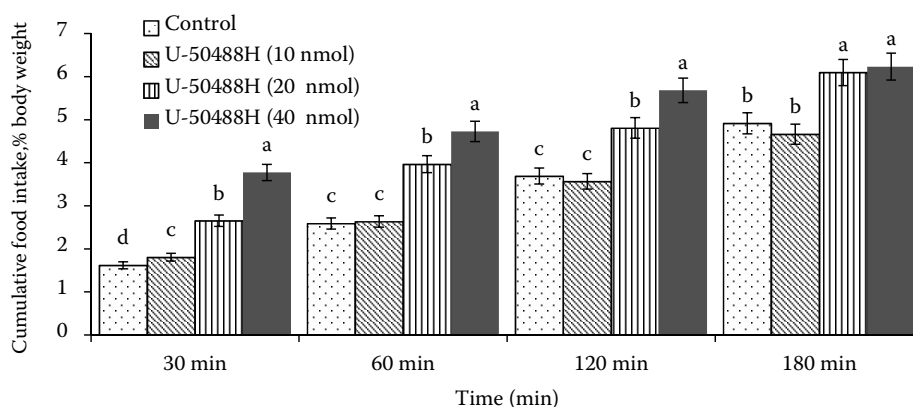 Cumulative food intake,% body weight
7
6
5
4
3
2
1
0
Control
U-50488H (10 nmol)
U-50488H (20 nmol)
U-50488H (40 nmol)
d
c
b
a
c
c
b
a
c
c
b
a
b
b
a
a
30 min
60 min
120 min
180 min
Time (min)